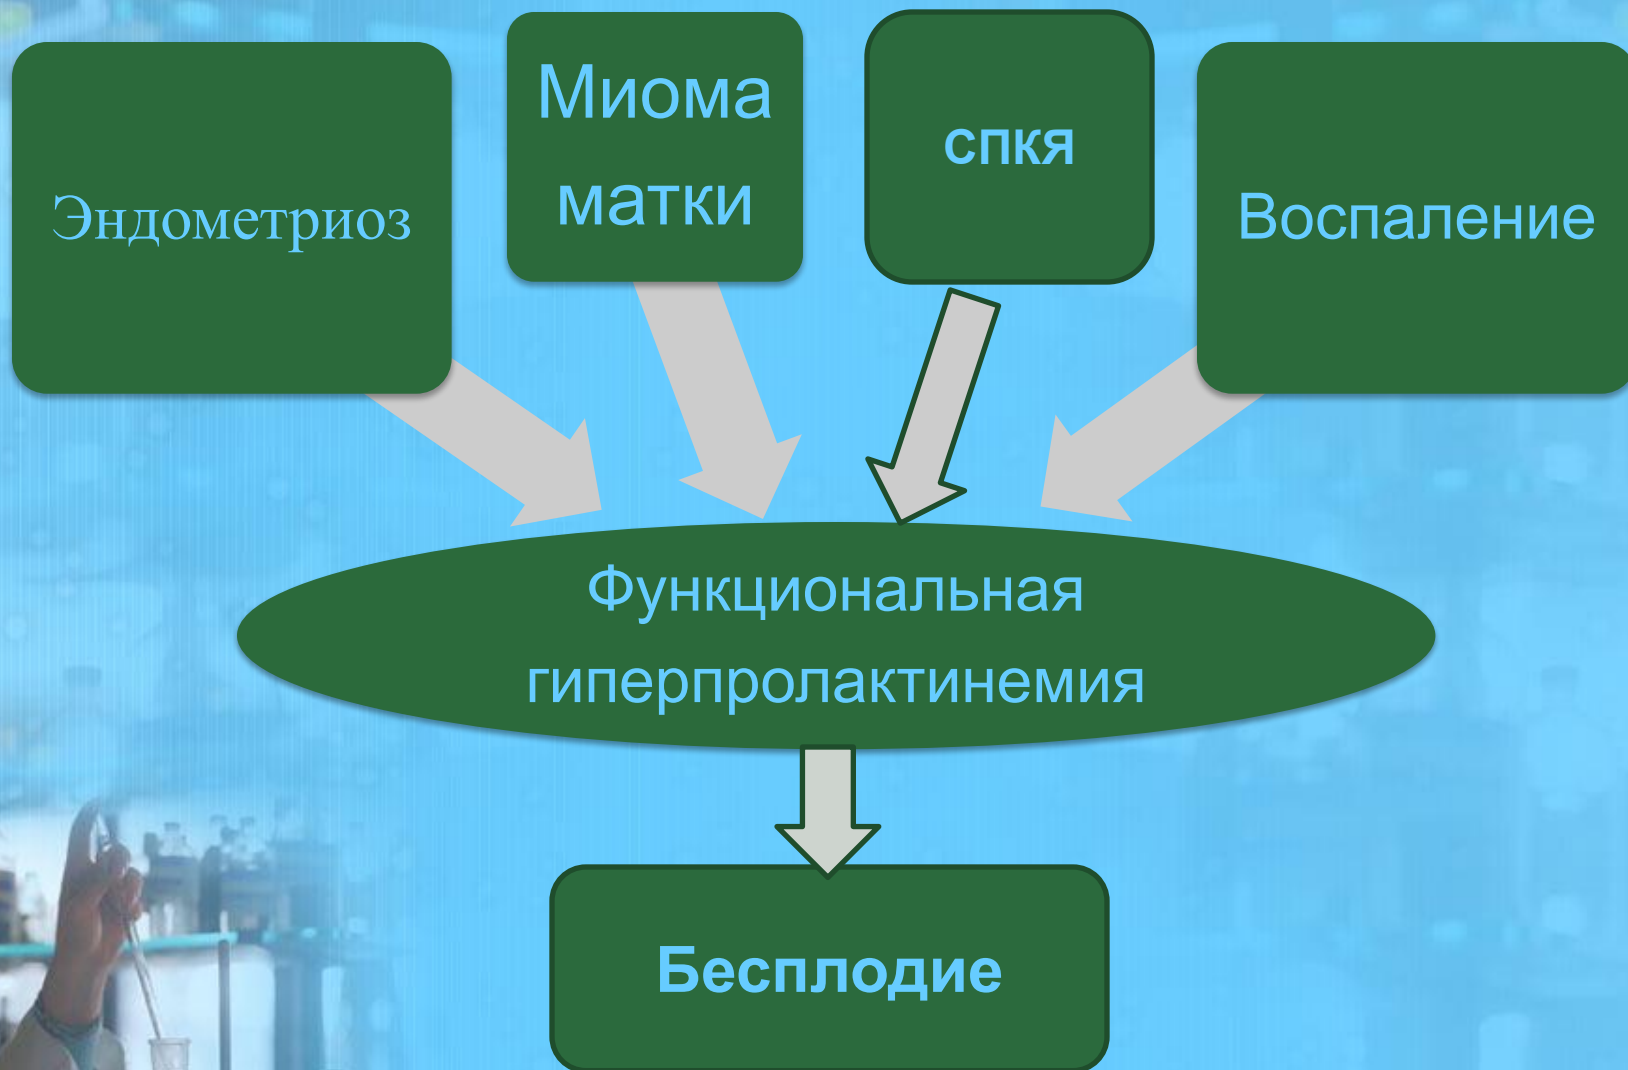 Эндометриоз
Миома
матки
спкя
Воспаление
Функциональная
гиперпролактинемия
Бесплодие